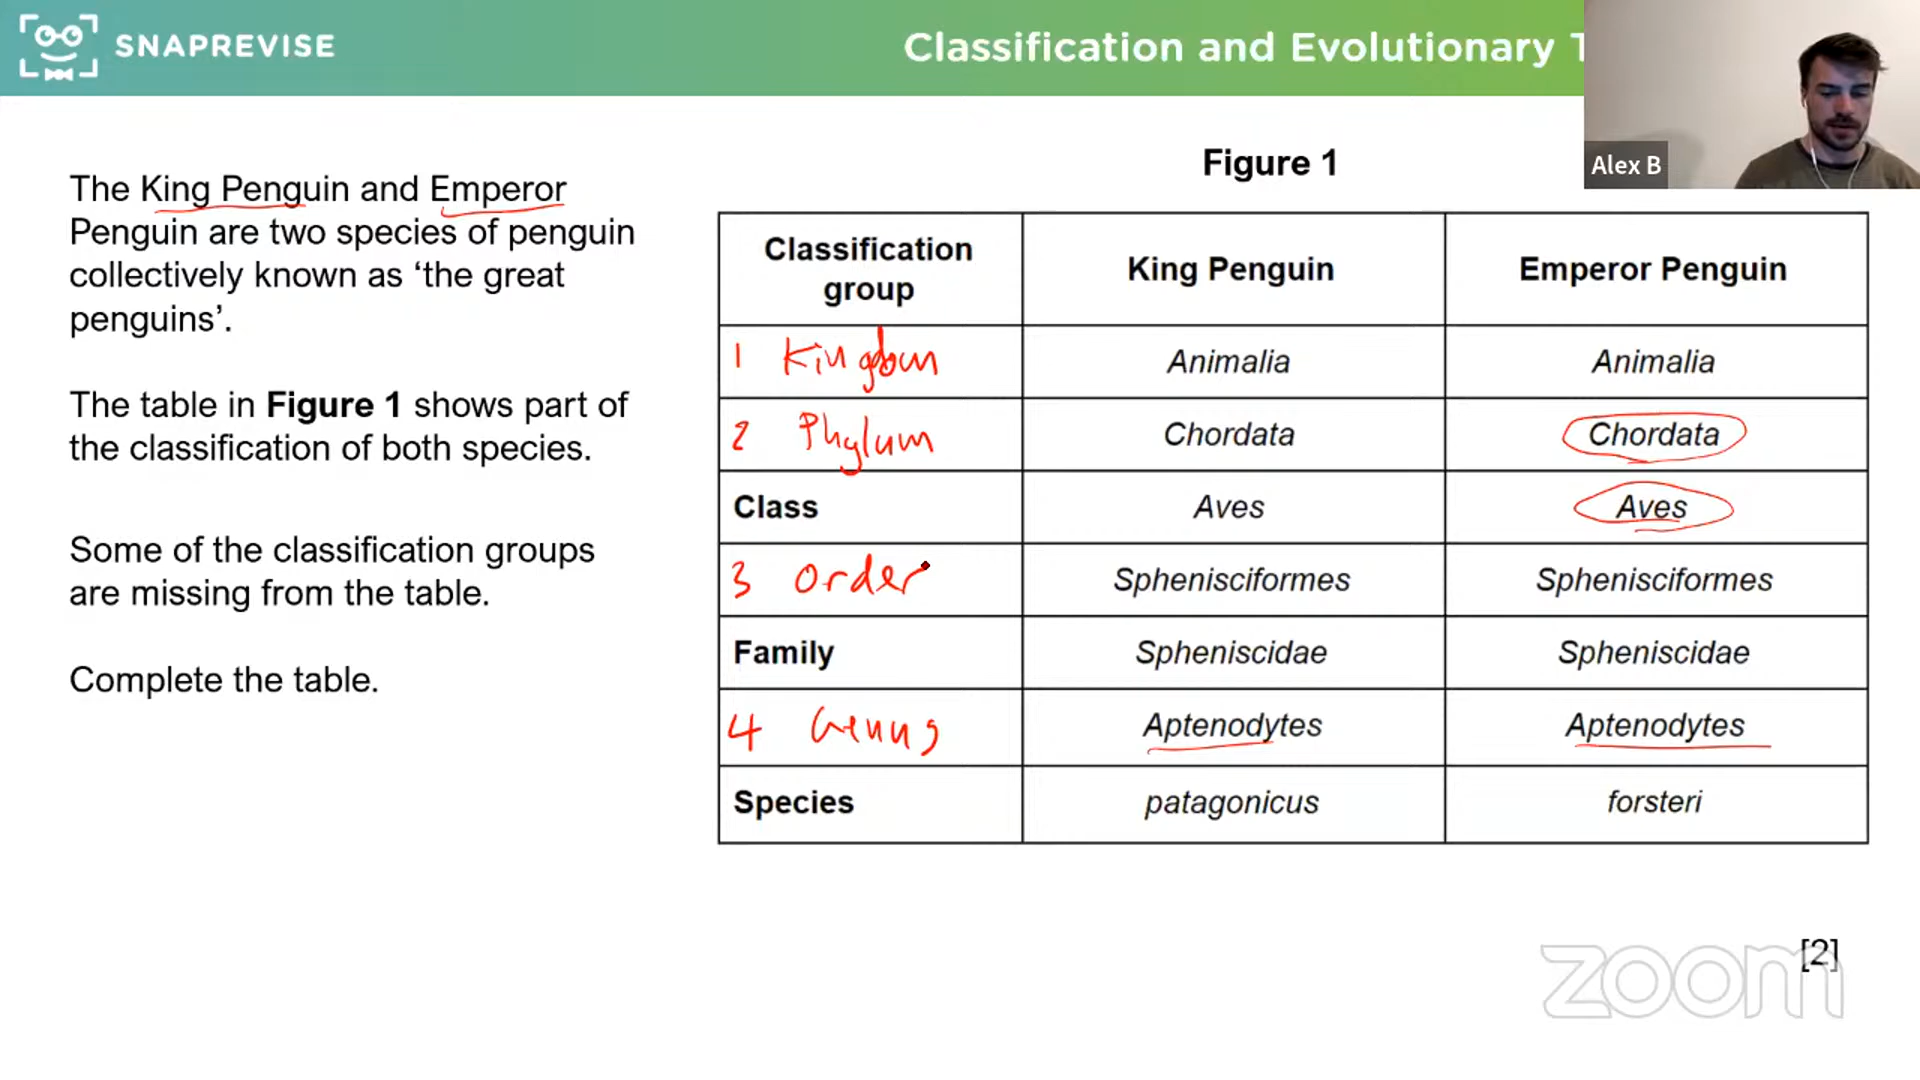 SNAPREVISE
Classification and Evolutionary
Alex B
The King Penguin and Emperor
Penguin are two species of penguin
collectively known as ‘the great
penguins’.
The table in Figure 1 shows part of
the classification of both species.
Some of the classification groups
are missing from the table.
Complete the table.
Figure 1
Classification
group
King Penguin
Emperor Penguin
1 Kingdom
Animalia
Animalia
2 Phylum
Chordata
Chordata
Class
Aves
Aves
3 Order
Sphenisciformes
Sphenisciformes
Family
Spheniscidae
Spheniscidae
4 Genus
Aptenodytes
Aptenodytes
Species
patagonicus
forsteri
[2]
zoom